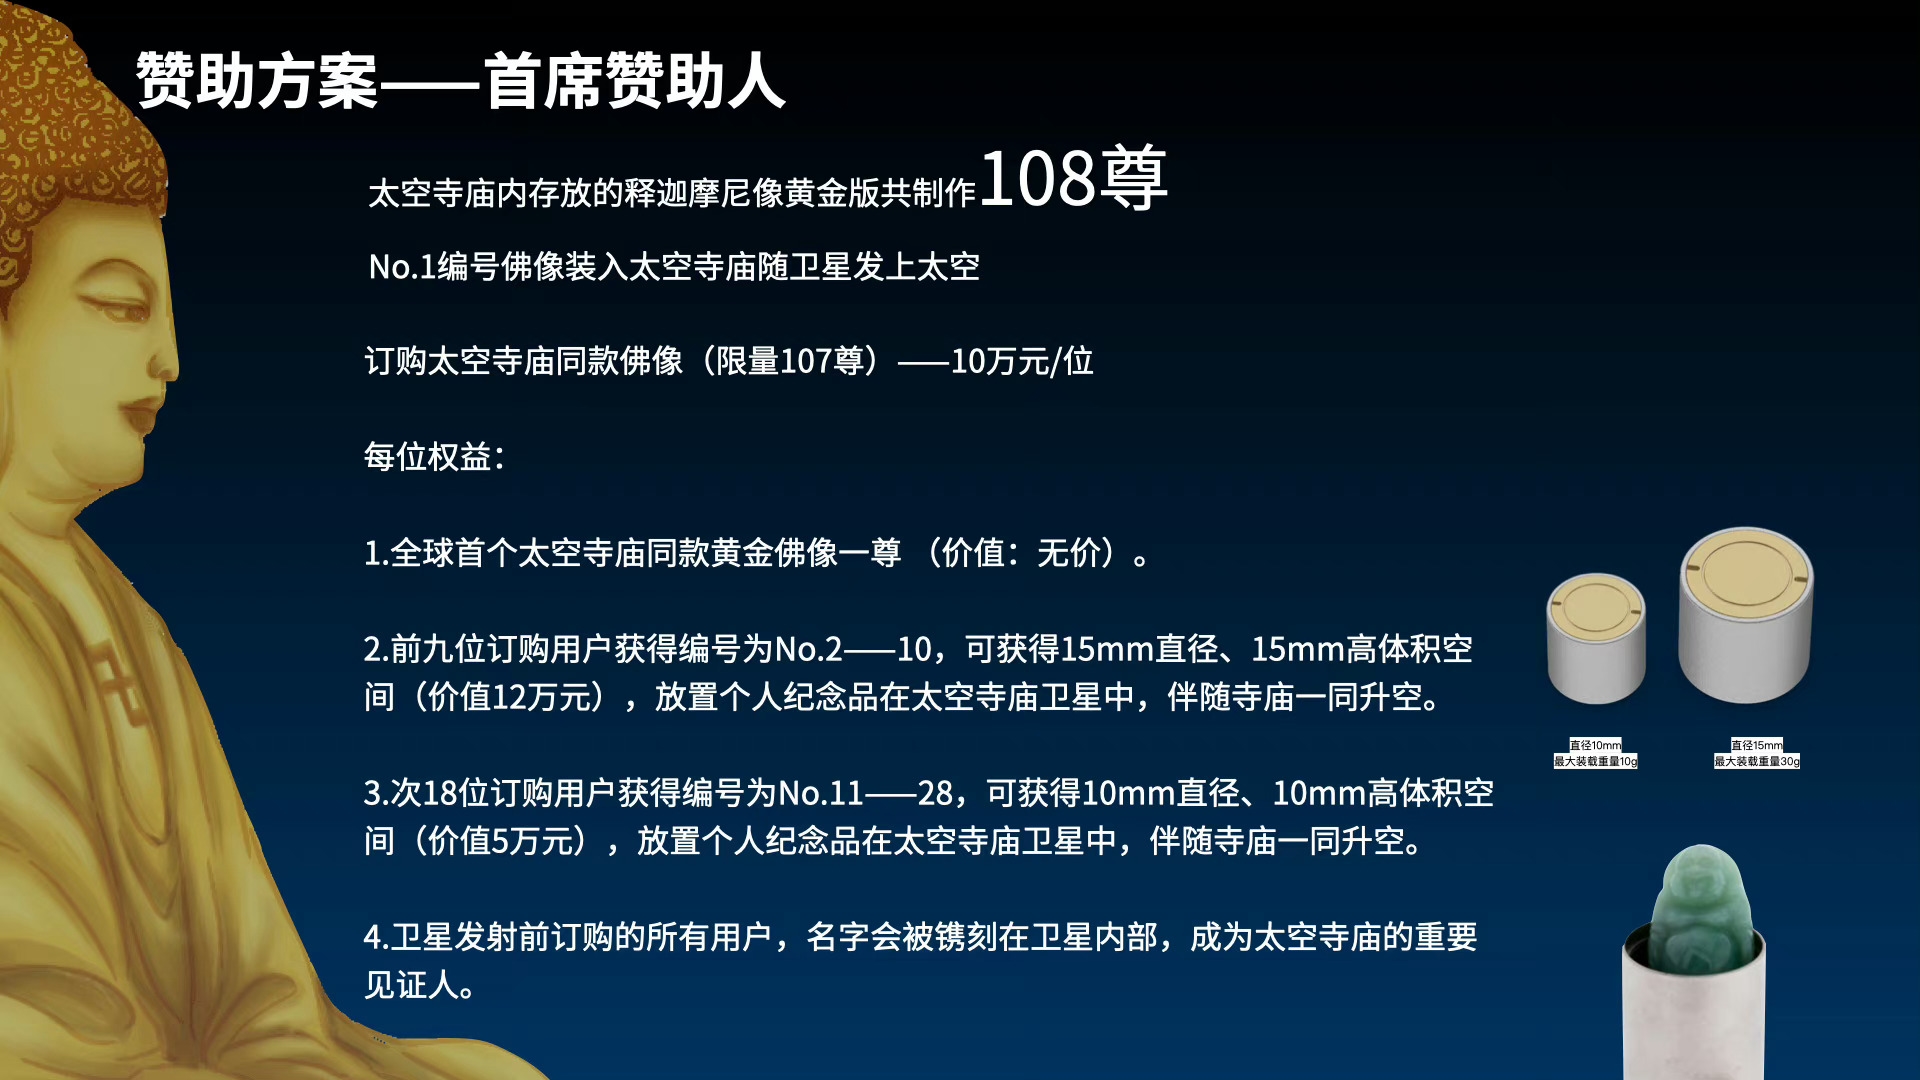 赞助方案——首席赞助人
太空寺庙内存放的释迦摩尼像黄金版共制作108尊
No.1编号佛像装入太空寺庙随卫星发上太空
订购太空寺庙同款佛像（限量107尊）——10万元/位
每位权益：
1.全球首个太空寺庙同款黄金佛像一尊 （价值：无价）。
2.前九位订购用户获得编号为No.2——10，可获得15mm直径、15mm高体积空
间（价值12万元），放置个人纪念品在太空寺庙卫星中，伴随寺庙一同升空。
3.次18位订购用户获得编号为No.11——28，可获得10mm直径、10mm高体积空
间（价值5万元），放置个人纪念品在太空寺庙卫星中，伴随寺庙一同升空。
4.卫星发射前订购的所有用户，名字会被镌刻在卫星内部，成为太空寺庙的重要
见证人。
直径10mm
最大装载重量10g
直径15mm
最大装载重量30g